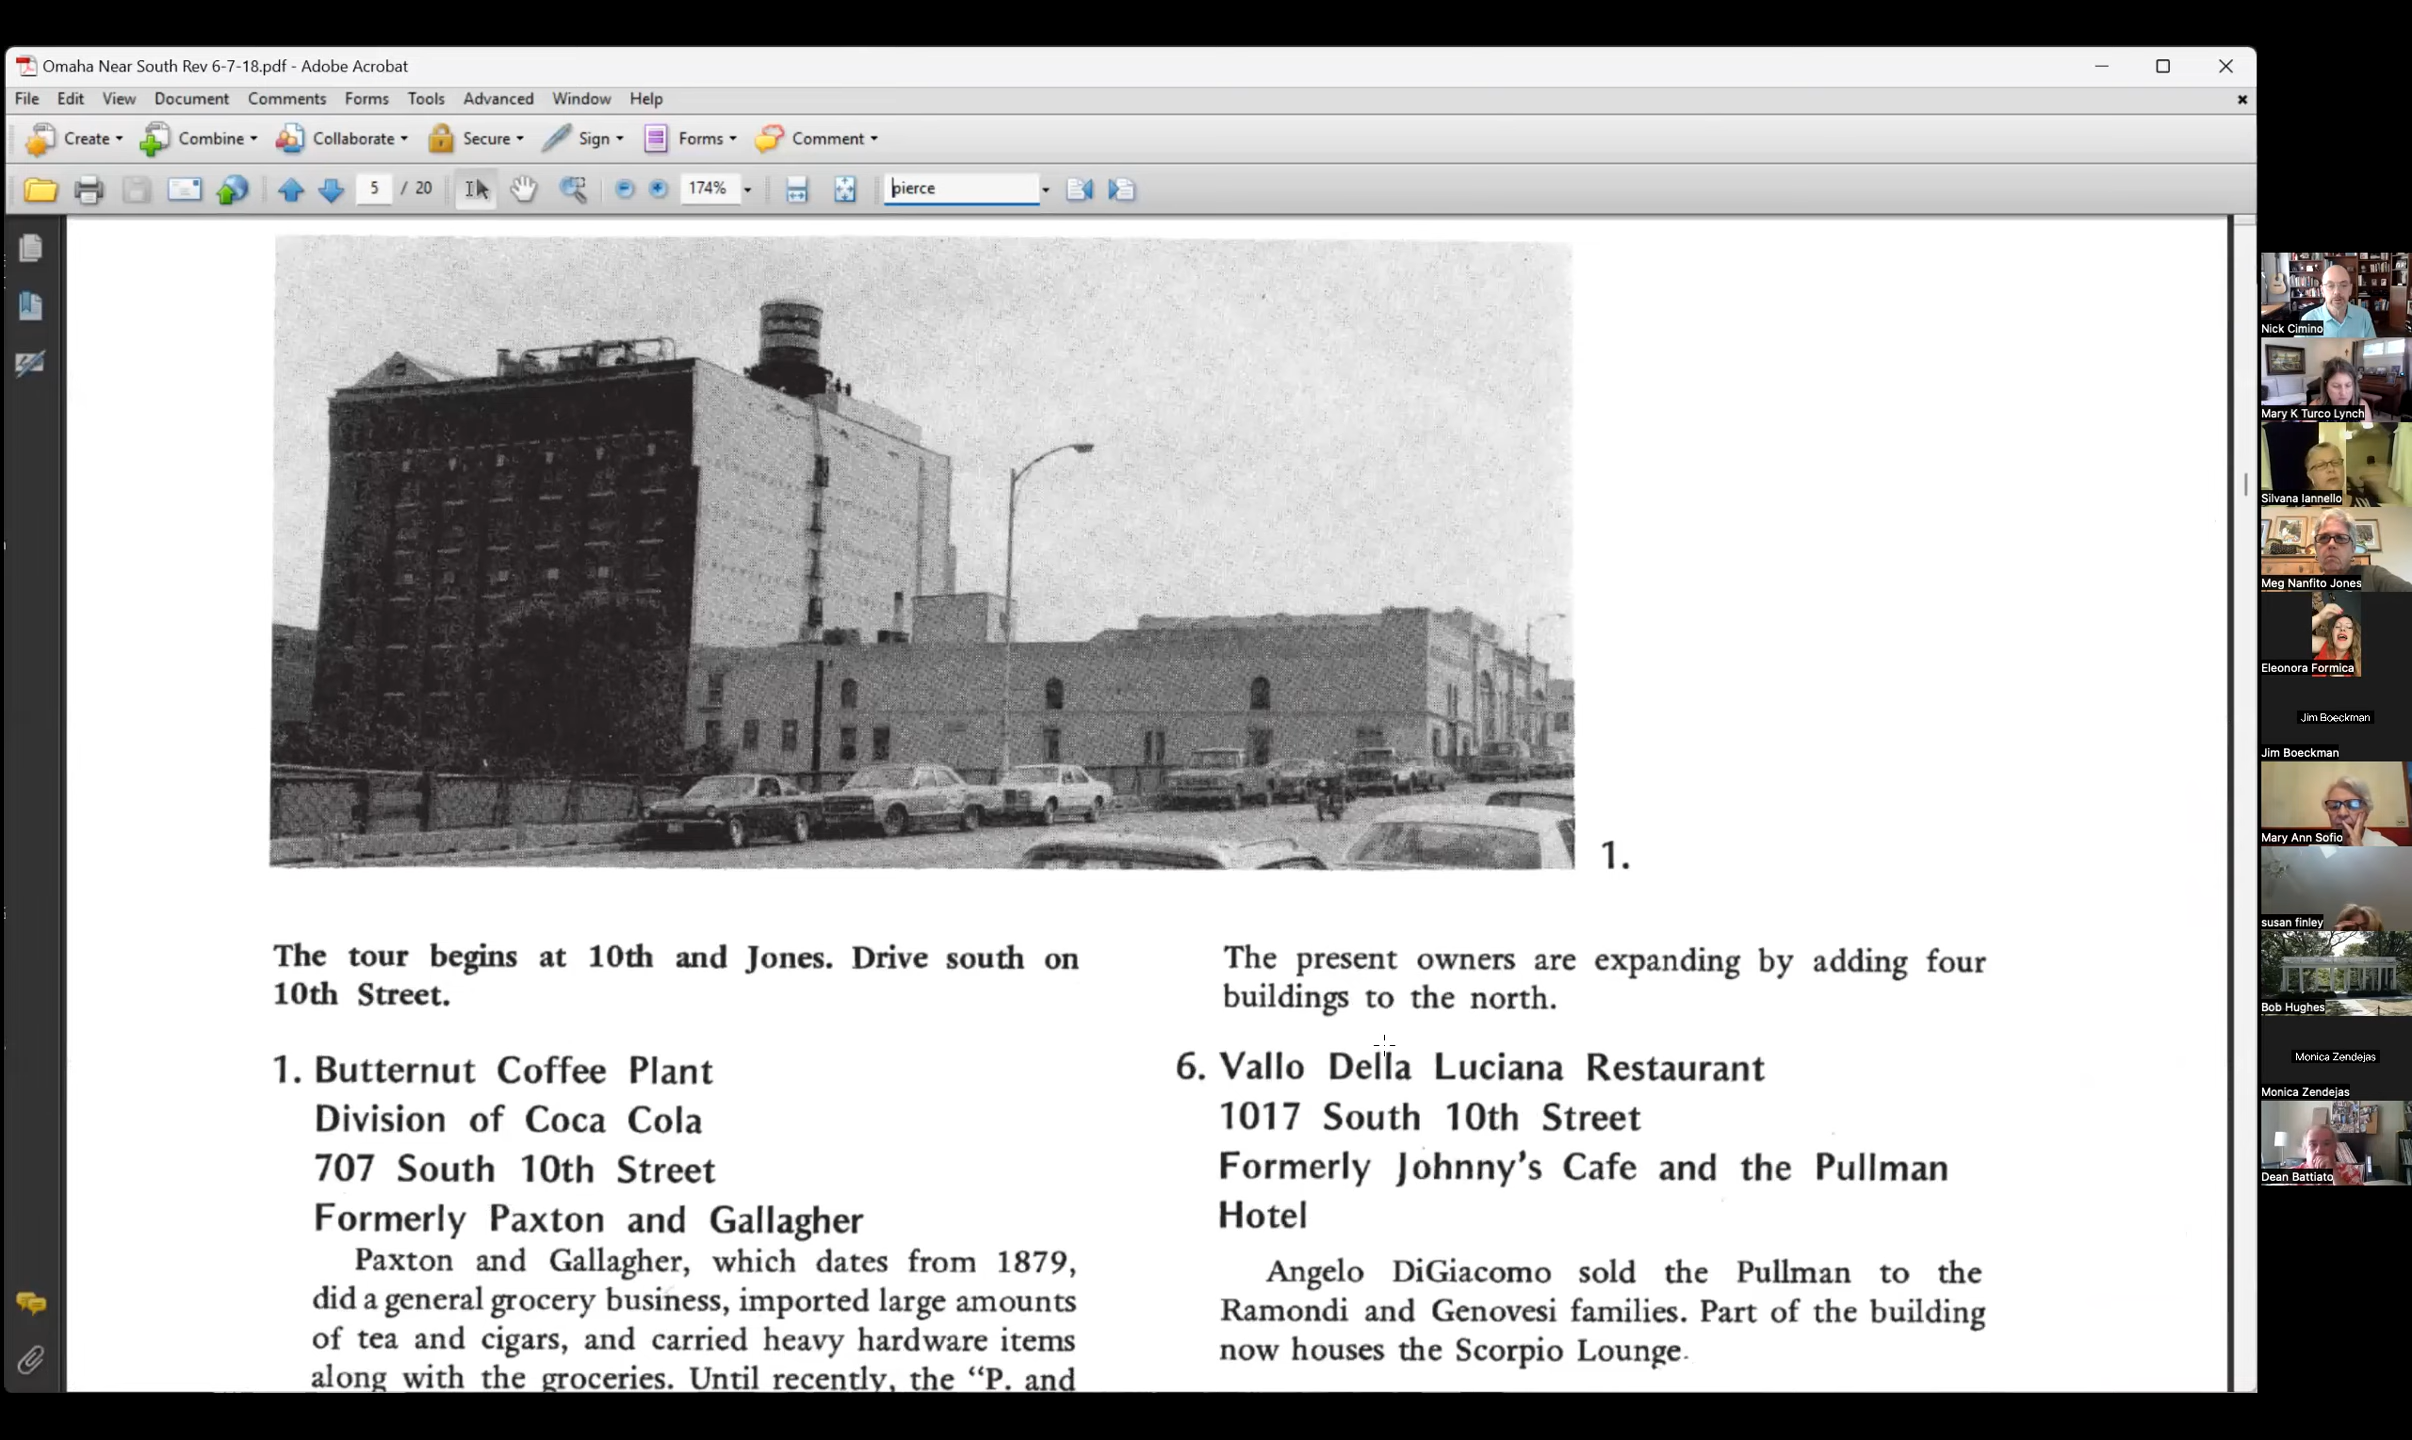 Omaha Near South Rev 6-7-18.pdf - Adobe Acrobat
File Edit View Document Comments Forms Tools Advanced Window Help
Create Combine Collaborate Secure Sign Forms Comment
5 / 20 174% pierce
1.
The tour begins at 10th and Jones. Drive south on
10th Street.
1. Butternut Coffee Plant
Division of Coca Cola
707 South 10th Street
Formerly Paxton and Gallagher
Paxton and Gallagher, which dates from 1879,
did a general grocery business, imported large amounts
of tea and cigars, and carried heavy hardware items
along with the groceries. Until recently, the “P. and
The present owners are expanding by adding four
buildings to the north.
6. Vallo Della Luciana Restaurant
1017 South 10th Street
Formerly Johnny’s Cafe and the Pullman
Hotel
Angelo DiGiacomo sold the Pullman to the
Ramondi and Genovesi families. Part of the building
now houses the Scorpio Lounge.
Nick Cimino
Mary K Turco Lynch
Silvana Iannello
Meg Nanfito Jones
Eleonora Formica
Jim Boeckman
Jim Boeckman
Mary Ann Sofio
susan finley
Bob Hughes
Monica Zendejas
Monica Zendejas
Dean Battiato